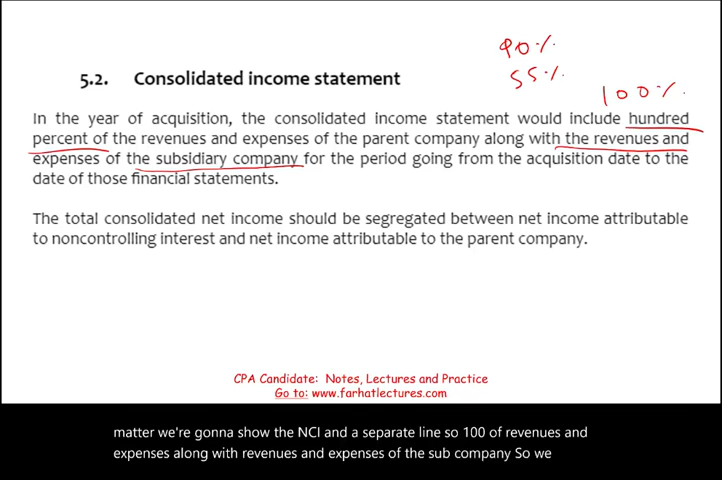 90%
55%
100%
5.2. Consolidated income statement
In the year of acquisition, the consolidated income statement would include hundred
percent of the revenues and expenses of the parent company along with the revenues and
expenses of the subsidiary company for the period going from the acquisition date to the
date of those financial statements.
The total consolidated net income should be segregated between net income attributable
to noncontrolling interest and net income attributable to the parent company.
CPA Candidate: Notes, Lectures and Practice
Go to: www.farhatlectures.com
matter we're gonna show the NCI and a separate line so 100 of revenues and
expenses along with revenues and expenses of the sub company So we